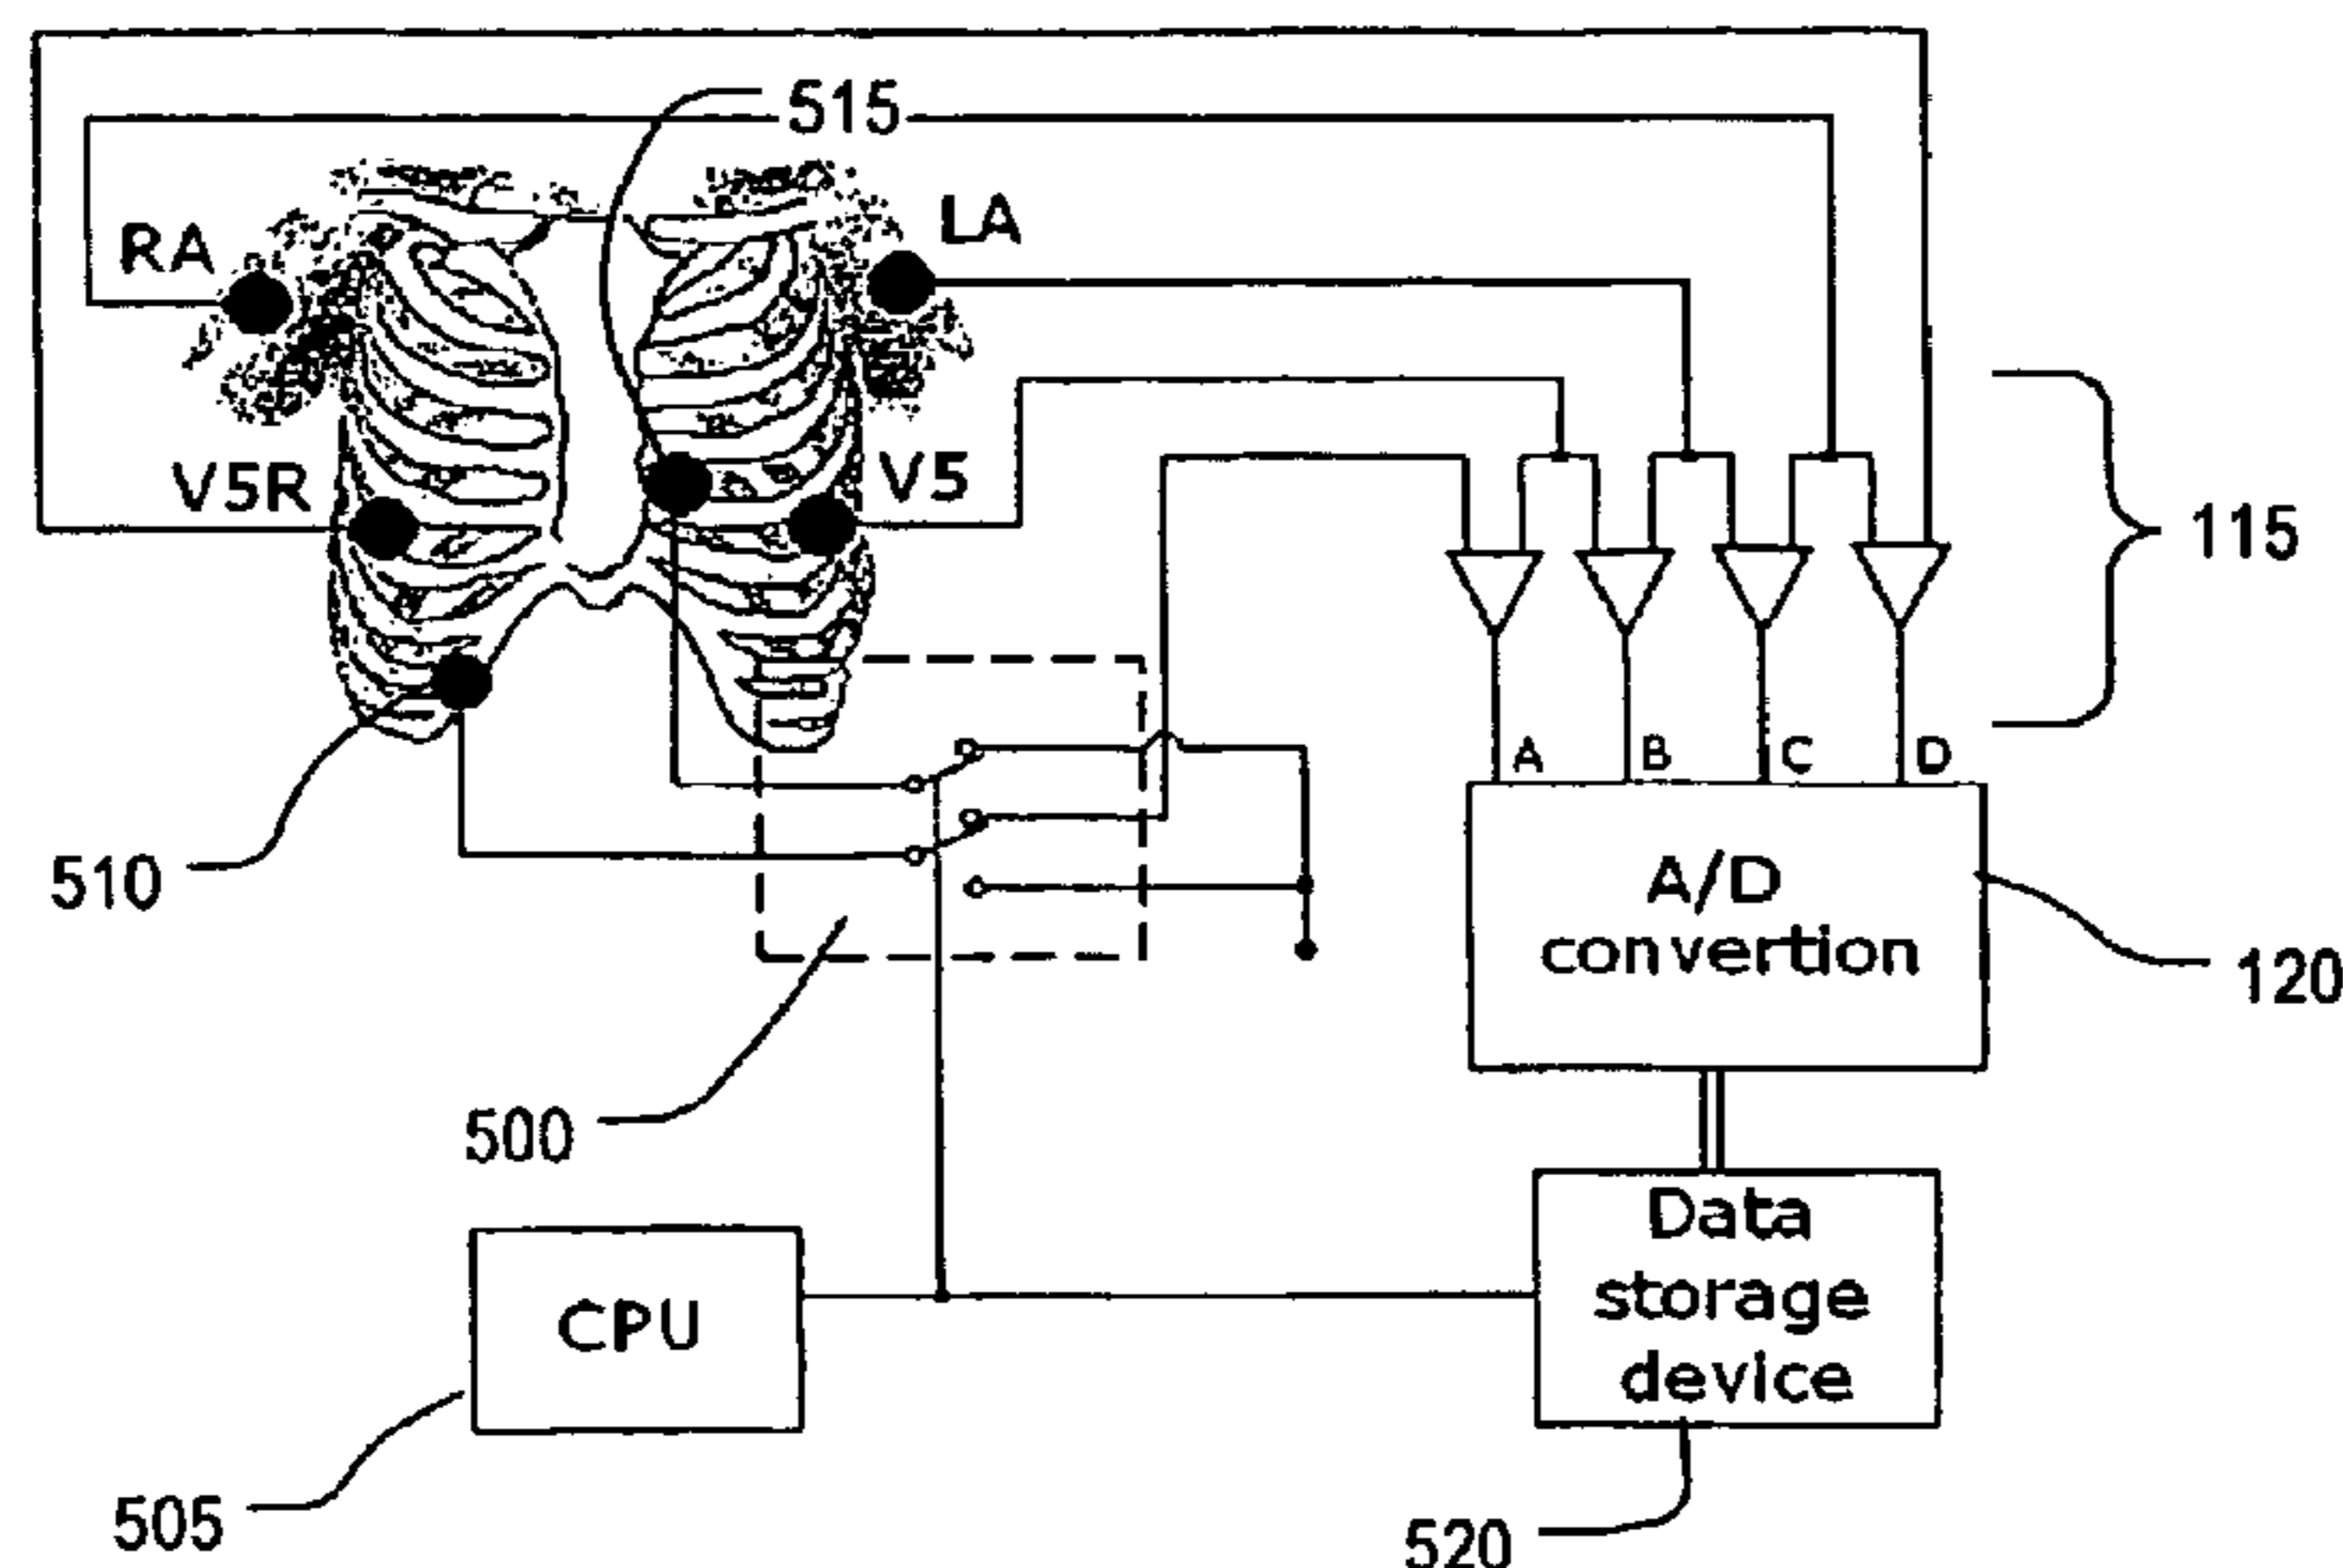 515
RA
LA
V5R
V5
115
A
B
C
D
510
A/D
convertion
120
500
Data
storage
device
CPU
505
520